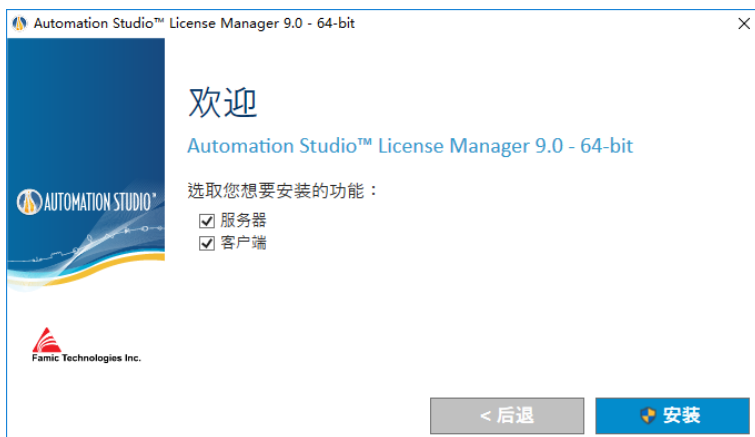 Automation Studio™ License Manager 9.0 - 64-bit
欢迎
Automation Studio™ License Manager 9.0 - 64-bit
AUTOMATION STUDIO™
选取您想要安装的功能：
服务器
客户端
Famic Technologies Inc.
< 后退
安装